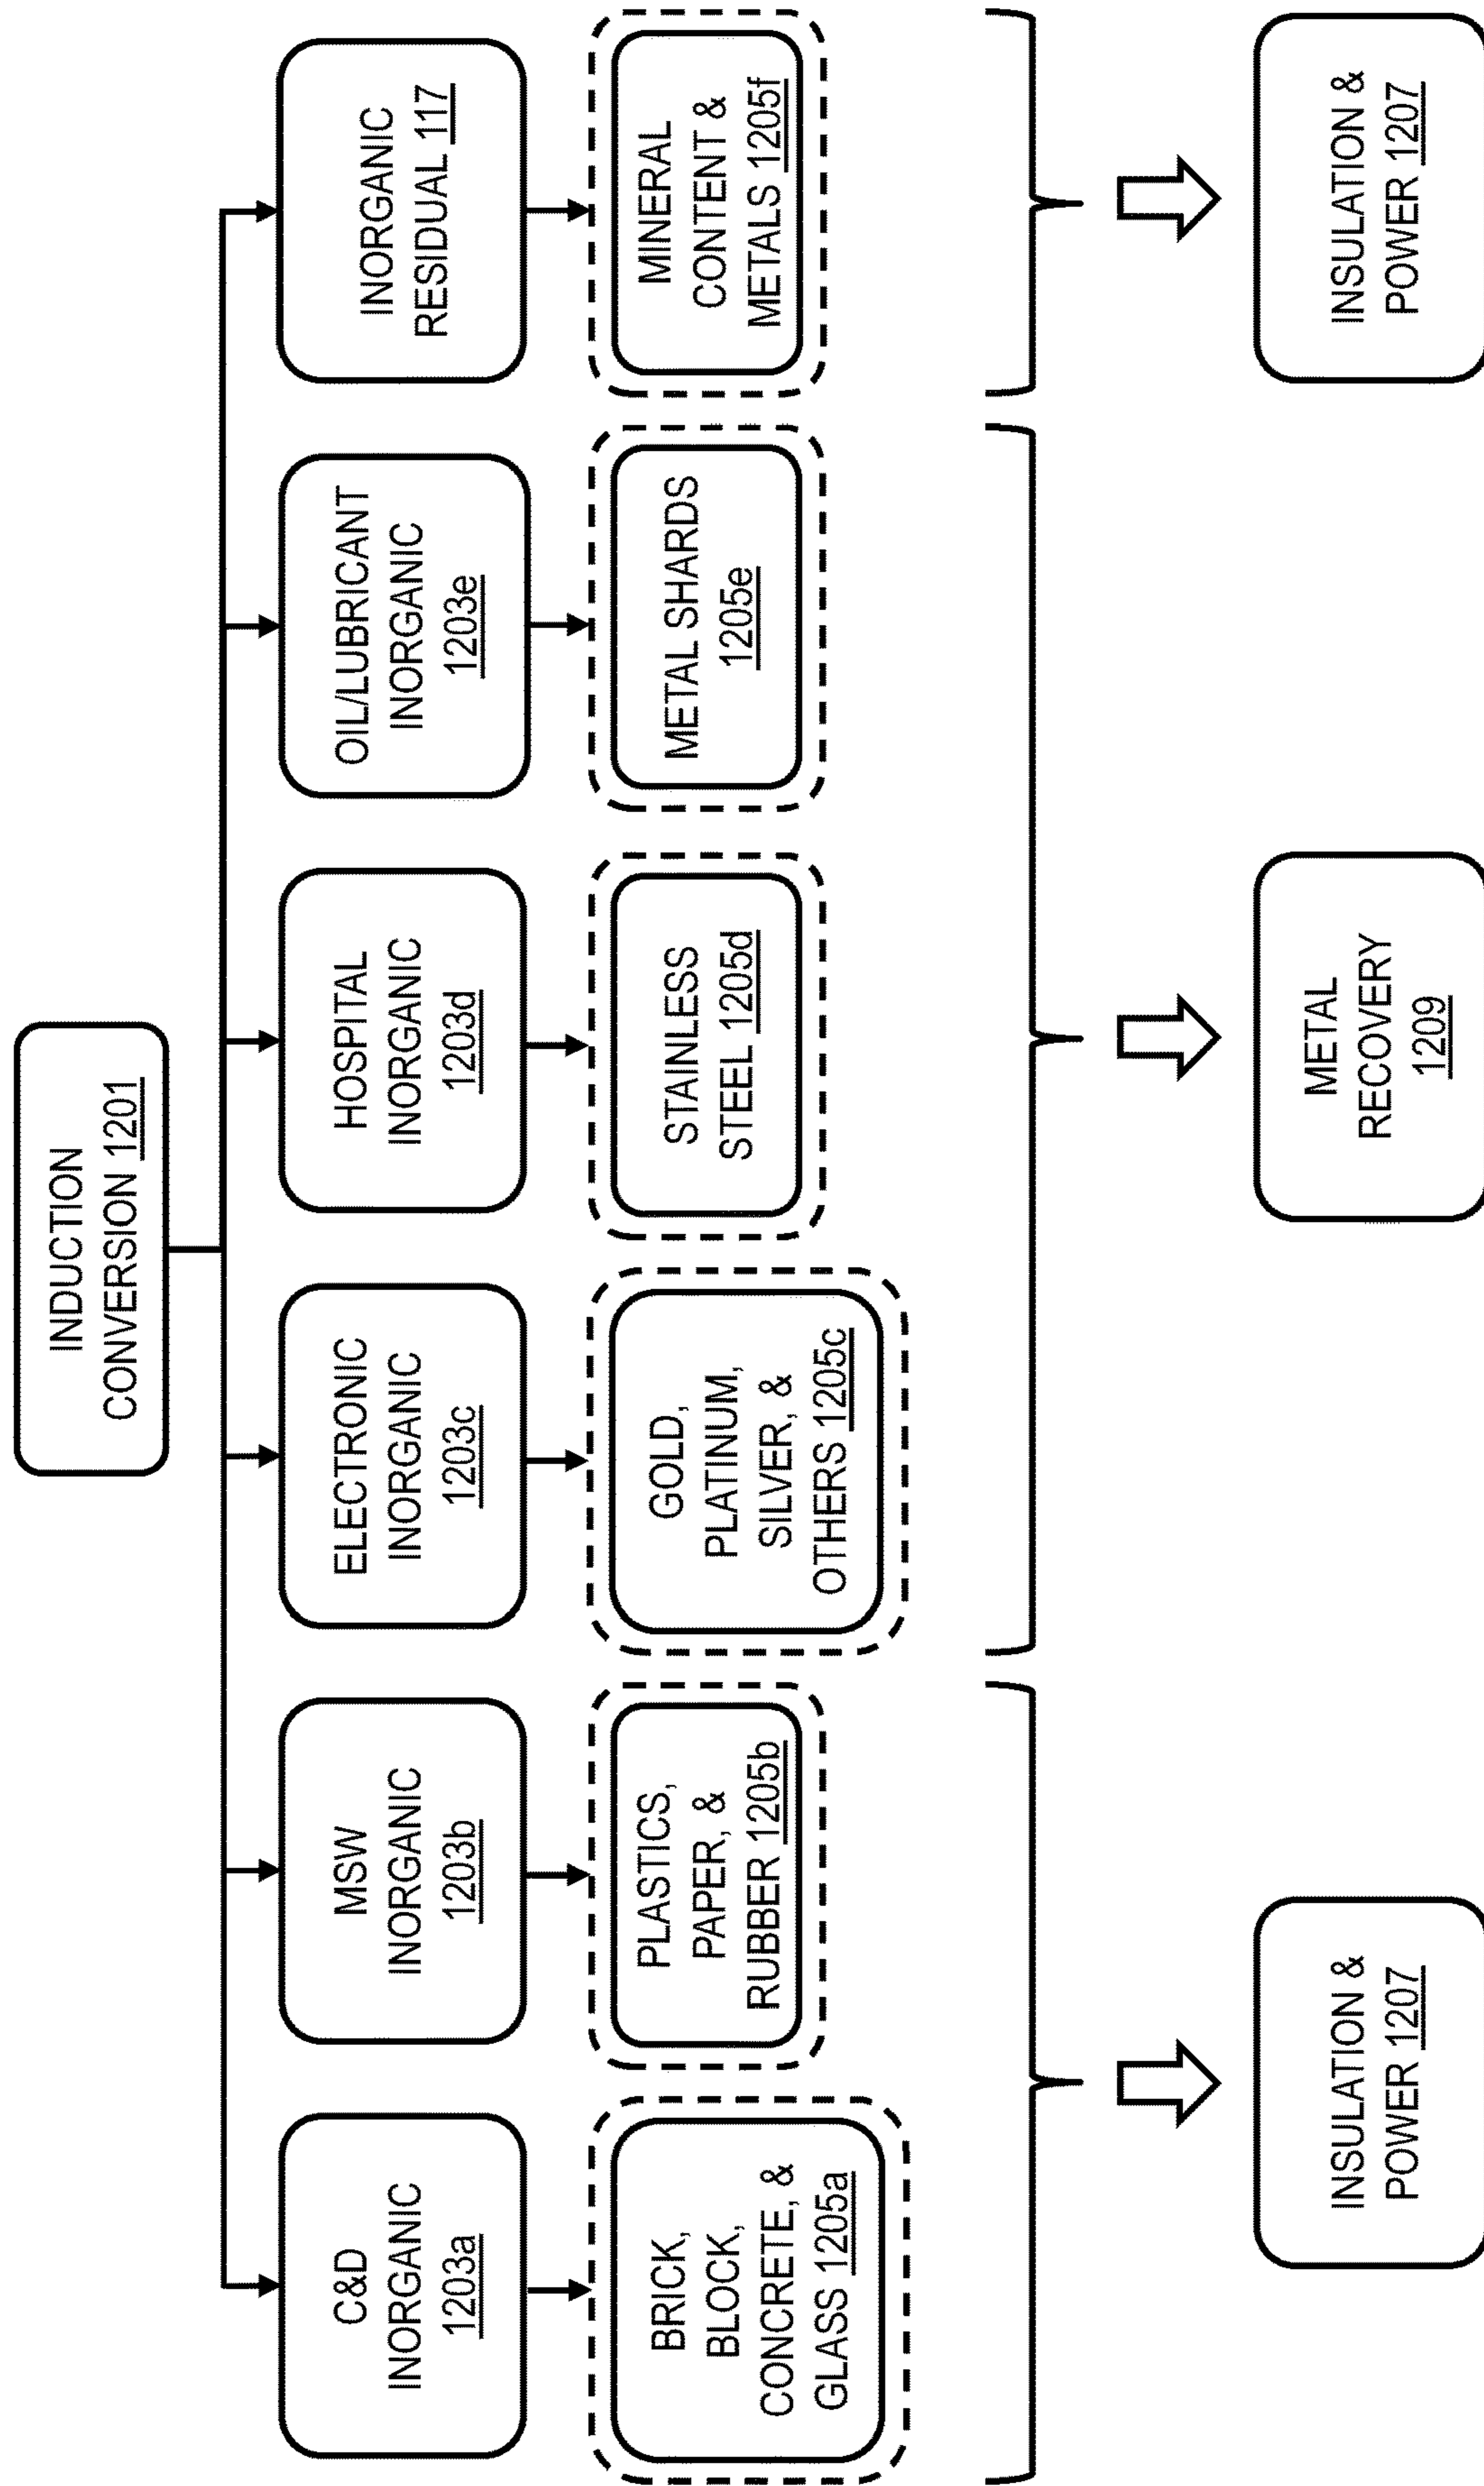 INDUCTION
CONVERSION 1201
C&D
INORGANIC
1203a
MSW
INORGANIC
1203b
ELECTRONIC
INORGANIC
1203c
HOSPITAL
INORGANIC
1203d
OIL/LUBRICANT
INORGANIC
1203e
INORGANIC
RESIDUAL 117
BRICK,
BLOCK,
CONCRETE, &
GLASS 1205a
PLASTICS,
PAPER, &
RUBBER 1205b
GOLD,
PLATINUM,
SILVER, &
OTHERS 1205c
STAINLESS
STEEL 1205d
METAL SHARDS
1205e
MINERAL
CONTENT &
METALS 1205f
INSULATION &
POWER 1207
METAL
RECOVERY
1209
INSULATION &
POWER 1207